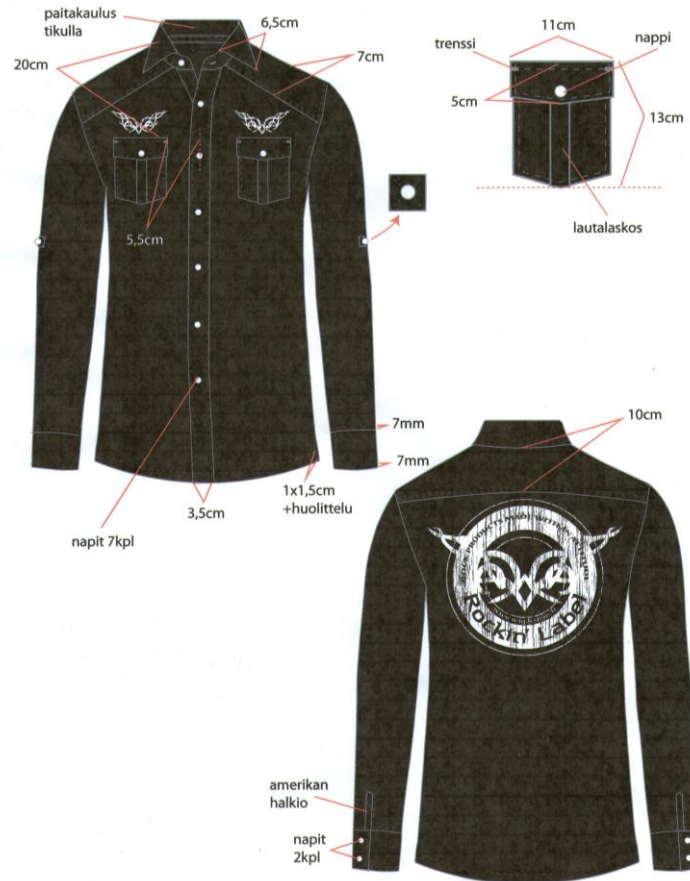 paitakaulus
tikulla
6,5cm
20cm
7cm
5,5cm
7mm
7mm
1x1,5cm
+huolittelu
3,5cm
napit 7kpl
11cm
trenssi
nappi
5cm
13cm
lautalaskos
10cm
Rockin' Label
amerikan
halkio
napit
2kpl